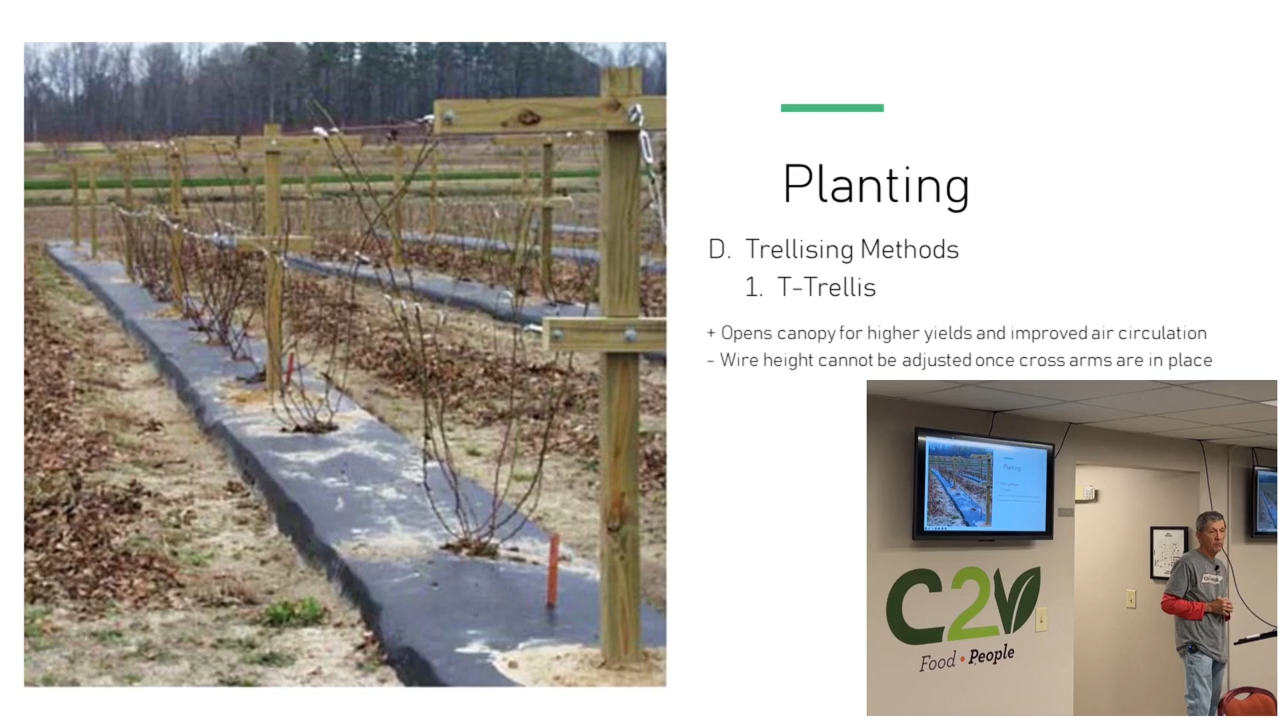 Planting
D. Trellising Methods
1. T-Trellis
+ Opens canopy for higher yields and improved air circulation
- Wire height cannot be adjusted once cross arms are in place
Planting
C2V
Food • People